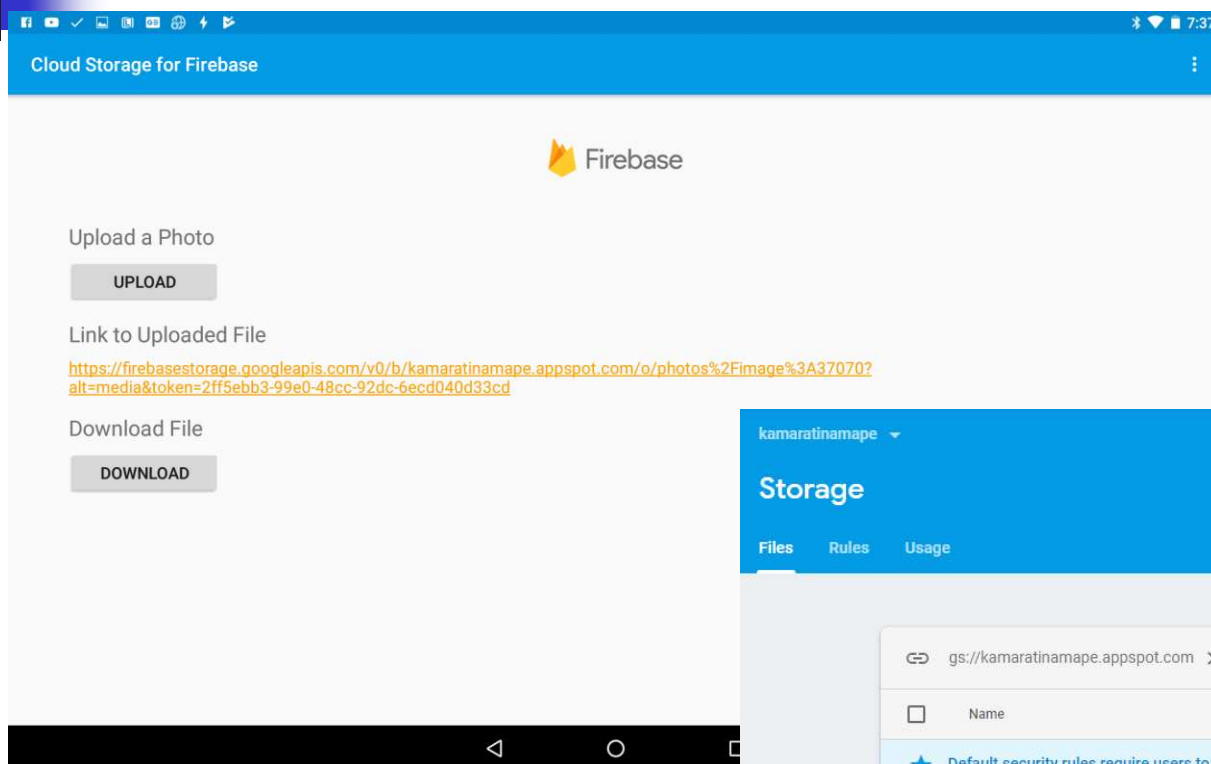 7:37
Cloud Storage for Firebase
Firebase
Upload a Photo
UPLOAD
Link to Uploaded File
https://firebasestorage.googleapis.com/v0/b/kamaratinamape.appspot.com/o/photos%2Fimage%3A37070?
alt=media&token=2ff5ebb3-99e0-48cc-92dc-6ecd040d33cd
Download File
DOWNLOAD
kamaratinamape
Storage
Files Rules Usage
gs://kamaratinamape.appspot.com
Name
Default security rules require users to